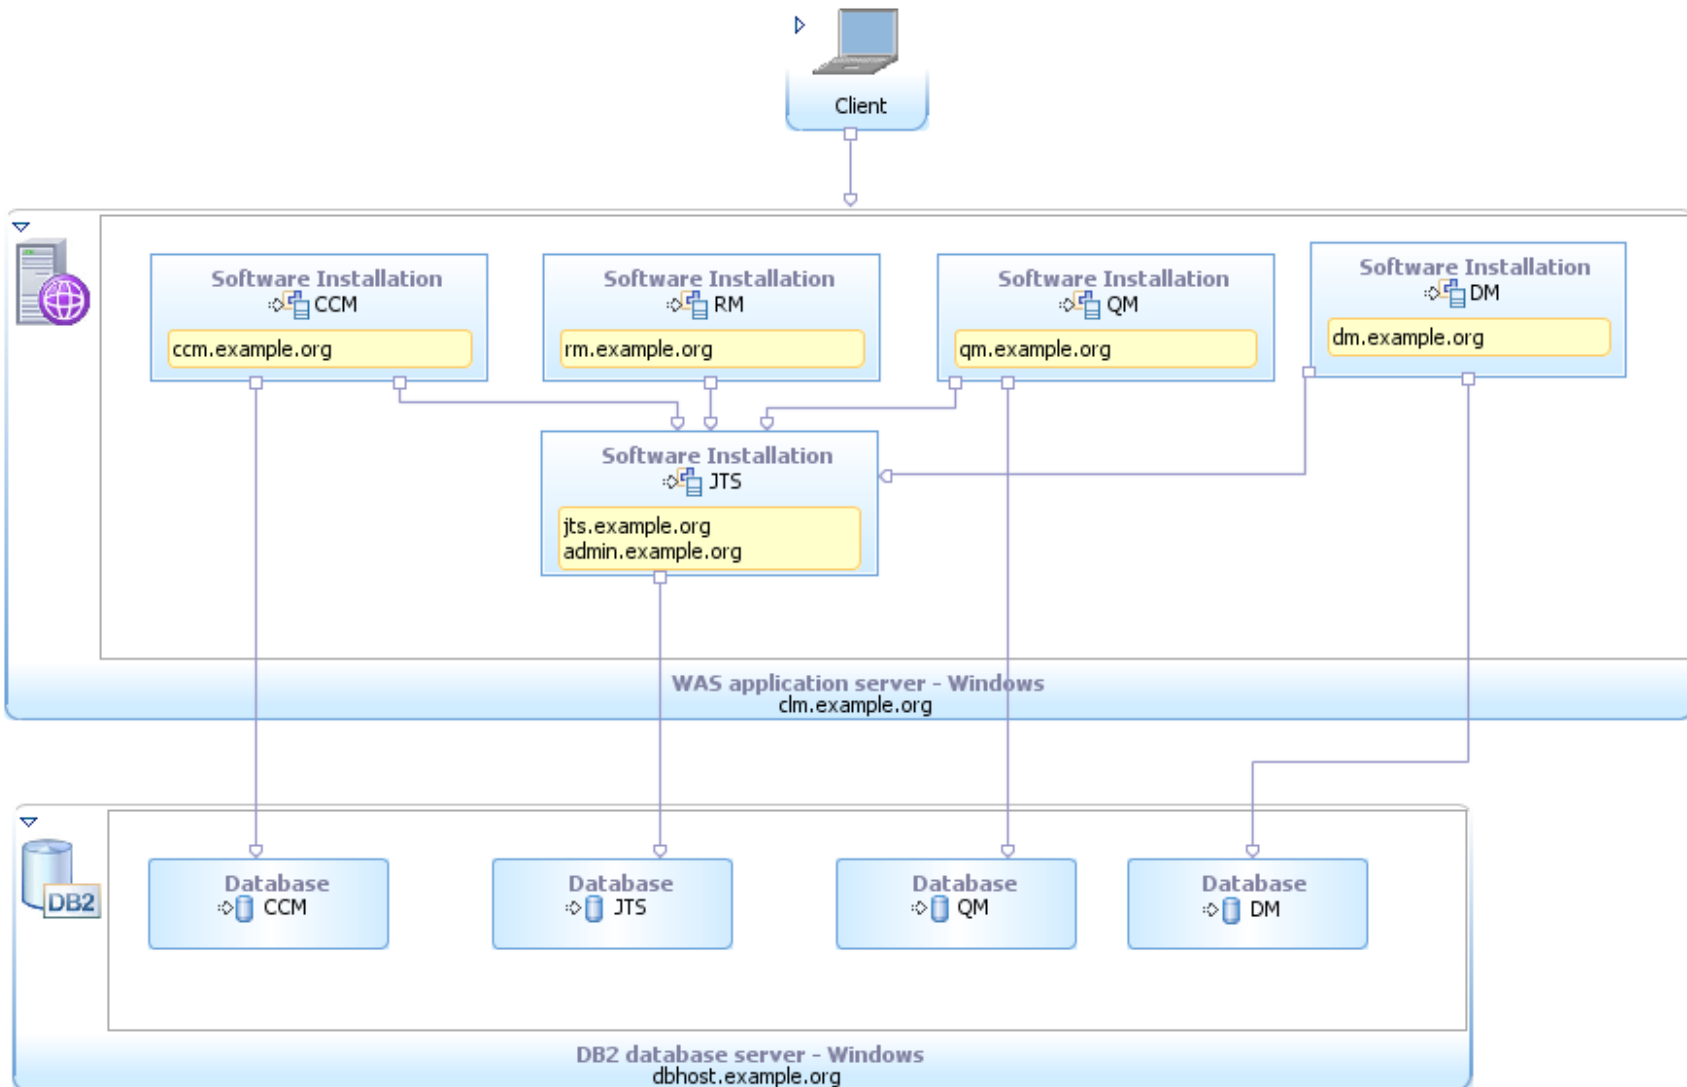 Client
Software Installation
CCM
ccm.example.org
Software Installation
RM
rm.example.org
Software Installation
QM
qm.example.org
Software Installation
DM
dm.example.org
Software Installation
JTS
jts.example.org
admin.example.org
WAS application server - Windows
clm.example.org
DB2
Database
CCM
Database
JTS
Database
QM
Database
DM
DB2 database server - Windows
dbhost.example.org